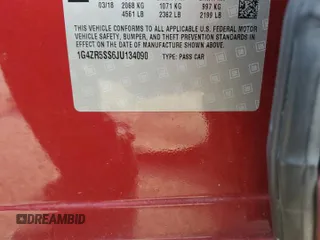 03/18 2068 KG 1071 KG 997 KG
4561 LB 2362 LB 2199 LB
THIS VEHICLE CONFORMS TO ALL APPLICABLE U.S. FEDERAL MOTOR
VEHICLE SAFETY, BUMPER, AND THEFT PREVENTION STANDARDS
IN EFFECT ON THE DATE OF MANUFACTURE SHOWN ABOVE.
1G4ZR5SS6JU134090 TYPE: PASS CAR
DREAMBID